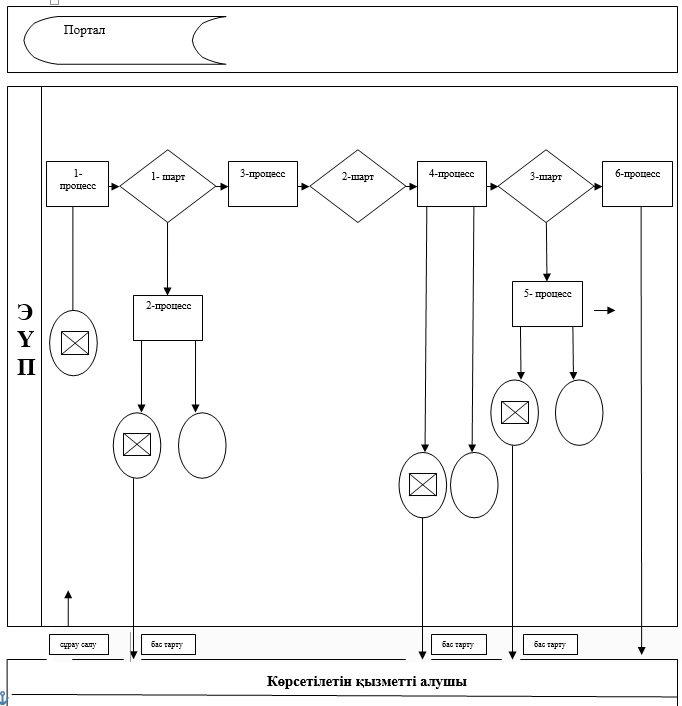 Портал
1-
процесс
1- шарт
3-процесс
2-шарт
4-процесс
3-шарт
6-процесс
2-процесс
5- процесс
Э
Ү
П
сұрау салу
бас тарту
бас тарту
бас тарту
Көрсетілетін қызметті алушы